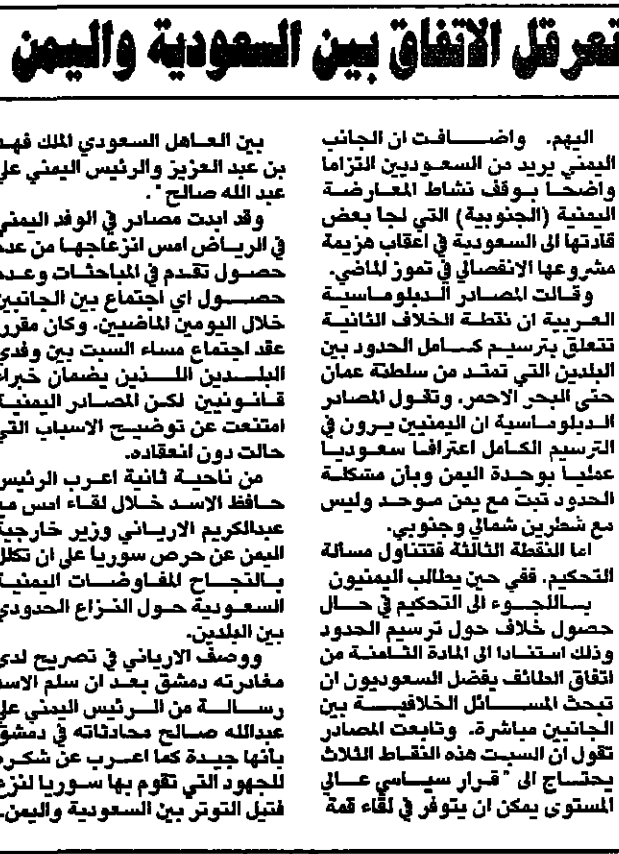 تعرقل الاتفاق بين السعودية واليمن
اليهم. واضافت ان الجانب
اليمني يريد من السعوديين التزاما
واضحا بوقف نشاط المعارضة
اليمنية (الجنوبية) التي لجا بعض
قادتها الى السعودية في اعقاب هزيمة
مشروعها الانفصالي في تموز الماضي.
وقالت المصادر الدبلوماسية
العربية ان نقطة الخلاف الثانية
تتعلق بترسيم كامل الحدود بين
البلدين التي تمتد من سلطنة عمان
حتى البحر الاحمر. وتقول المصادر
الدبلوماسية ان اليمنيين يرون في
الترسيم الكامل اعترافا سعوديا
عمليا بوحدة اليمن وبأن مشكلة
الحدود تبت مع يمن موحد وليس
مع شطرين شمالي وجنوبي.
اما النقطة الثالثة فتتناول مسألة
التحكيم. ففي حين يطالب اليمنيون
باللجوء الى التحكيم في حال
حصول خلاف حول ترسيم الحدود
وذلك استنادا الى المادة الثامنة من
اتفاق الطائف يفضل السعوديون ان
تبحث المسائل الخلافية بين
الجانبين مباشرة. وتابعت المصادر
تقول أن السبت هذه النقاط الثلاث
يحتاج الى "قرار سياسي عالي
المستوى يمكن ان يتوفر في لقاء قمة
بين العاهل السعودي الملك فهد
بن عبد العزيز والرئيس اليمني علي
عبد الله صالح".
وقد ابدت مصادر في الوفد اليمني
في الرياض امس انزعاجها من عدم
حصول تقدم في المباحثات وعدم
حصول اي اجتماع بين الجانبين
خلال اليومين الماضيين. وكان مقررا
عقد اجتماع مساء السبت بين وفدي
البلدين اللذين يضمان خبراء
قانونيين لكن المصادر اليمنية
امتنعت عن توضيح الاسباب التي
حالت دون انعقاده.
من ناحية ثانية اعرب الرئيس
حافظ الاسد خلال لقاء امس مع
عبدالكريم الارياني وزير خارجية
اليمن عن حرص سوريا على ان تكلل
بالنجاح المفاوضات اليمنية
السعودية حول النزاع الحدودي
بين البلدين.
ووصف الارياني في تصريح لدى
مغادرته دمشق بعد ان سلم الاسد
رسالة من الرئيس اليمني علي
عبدالله صالح محادثاته في دمشق
بأنها جيدة كما اعرب عن شكره
للجهود التي تقوم بها سوريا لنزع
فتيل التوتر بين السعودية واليمن.